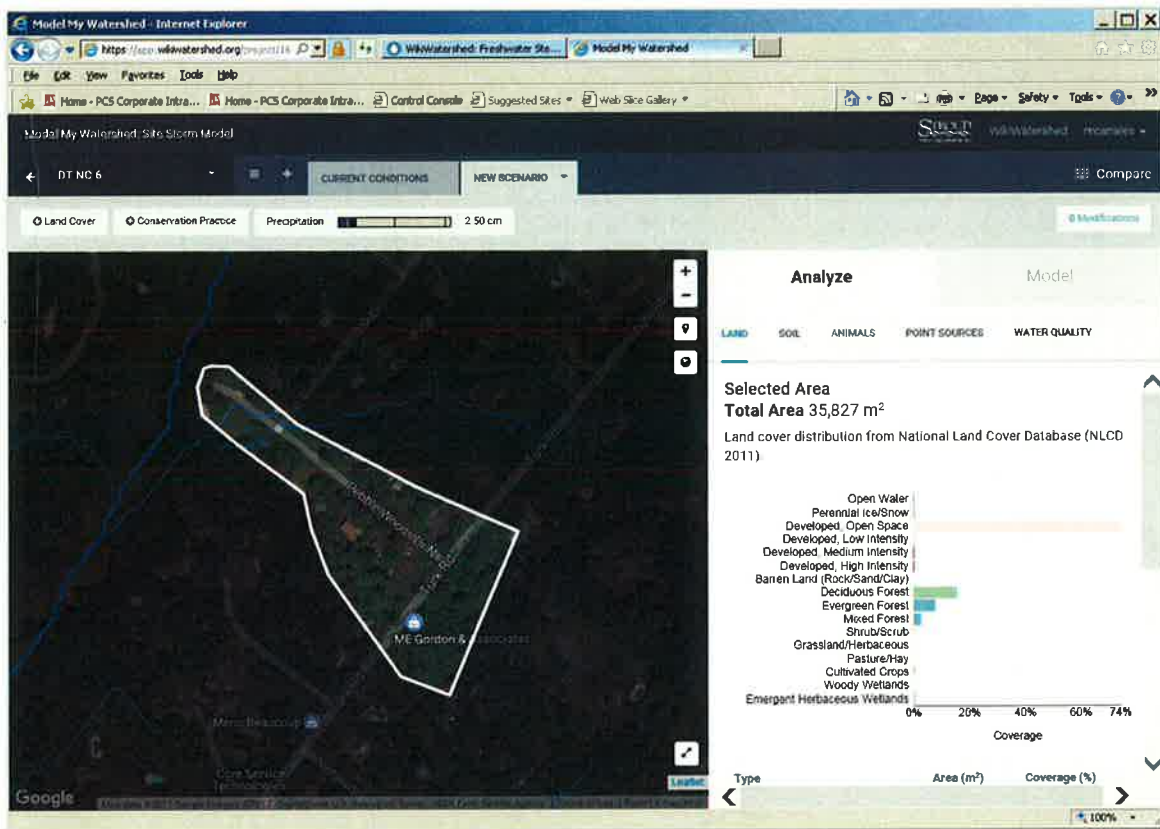 Model My Watershed - Internet Explorer
WikiWatershed: Freshwater Ste...
Model My Watershed
File Edit View Favorites Tools Help
Home - PCS Corporate Intra...
Home - PCS Corporate Intra...
Control Console
Suggested Sites
Web Slice Gallery
Page
Safety
Tools
Model My Watershed: Site Storm Model
WikiWatershed
DT NC 6
CURRENT CONDITIONS
NEW SCENARIO
Compare
Land Cover
Conservation Practice
Precipitation
2.50 cm
0 Modifications
+
−
Analyze
Model
LAND
SOIL
ANIMALS
POINT SOURCES
WATER QUALITY
Selected Area
Total Area 35,827 m²
Land cover distribution from National Land Cover Database (NLCD
2011)
Open Water
Perennial Ice/Snow
Developed, Open Space
Developed, Low Intensity
Developed, Medium Intensity
Developed, High Intensity
Barren Land (Rock/Sand/Clay)
Deciduous Forest
Evergreen Forest
Mixed Forest
Shrub/Scrub
Grassland/Herbaceous
Pasture/Hay
Cultivated Crops
Woody Wetlands
Emergent Herbaceous Wetlands
0% 20% 40% 60% 74%
Coverage
Type Area (m²) Coverage (%)
ME Gordon & Associates
Core Service
Technologies
Google
Leaflet
100%